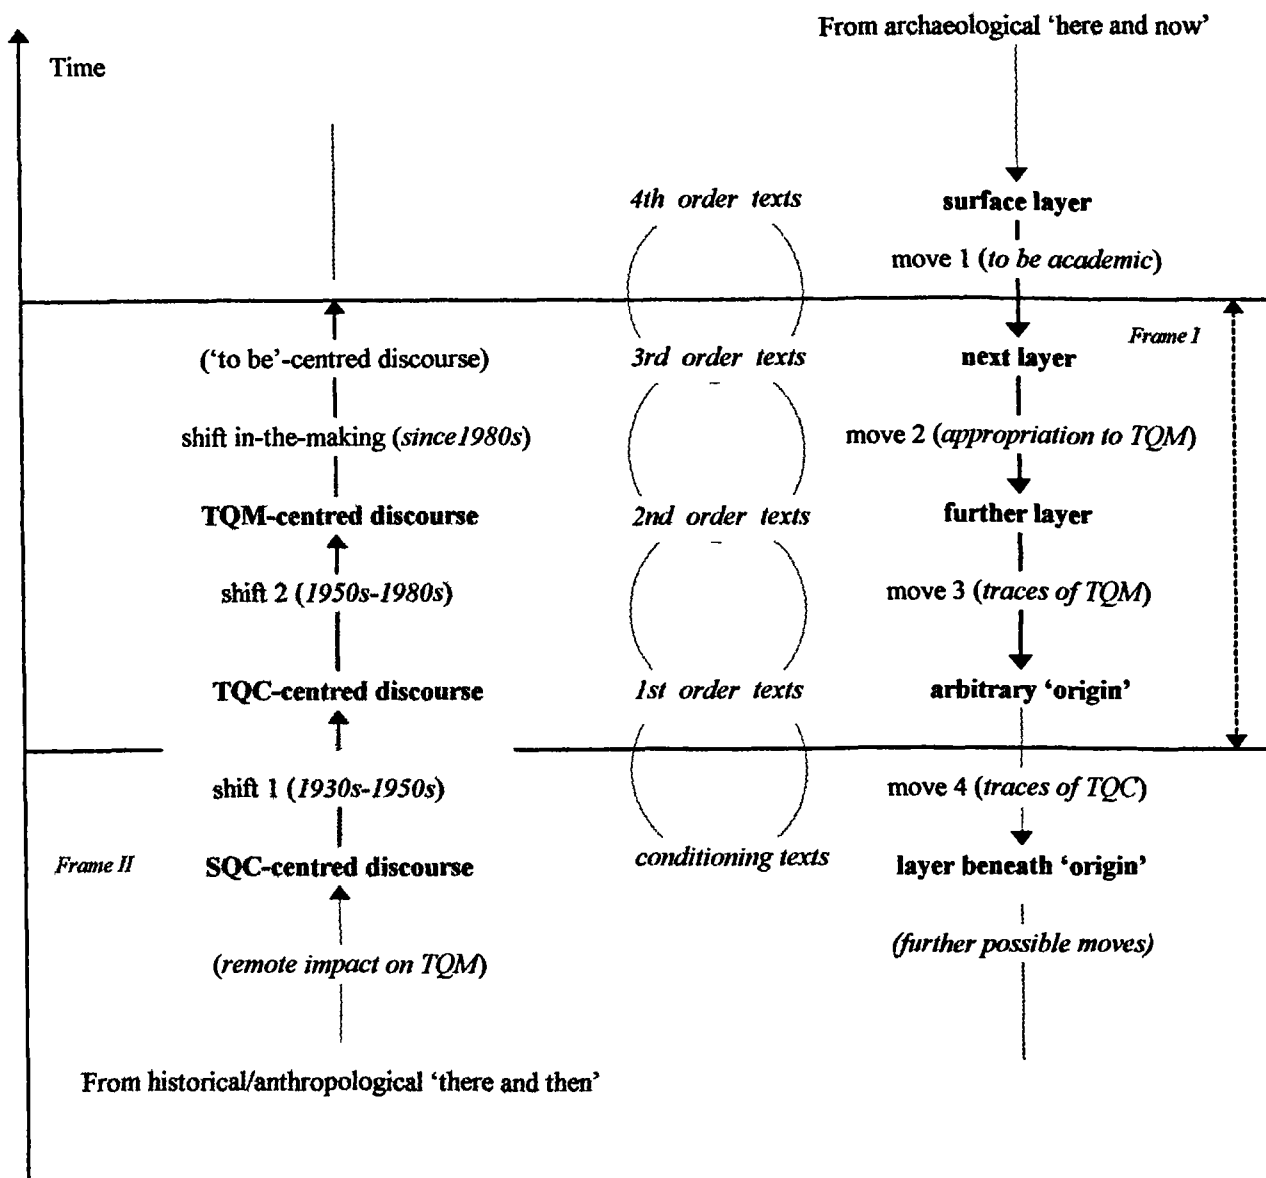 From archaeological ‘here and now’
Time
4th order texts
surface layer
move 1 (to be academic)
Frame I
(‘to be’-centred discourse)
3rd order texts
next layer
shift in-the-making (since1980s)
move 2 (appropriation to TQM)
TQM-centred discourse
2nd order texts
further layer
shift 2 (1950s-1980s)
move 3 (traces of TQM)
TQC-centred discourse
1st order texts
arbitrary ‘origin’
shift 1 (1930s-1950s)
move 4 (traces of TQC)
Frame II
SQC-centred discourse
conditioning texts
layer beneath ‘origin’
(remote impact on TQM)
(further possible moves)
From historical/anthropological ‘there and then’